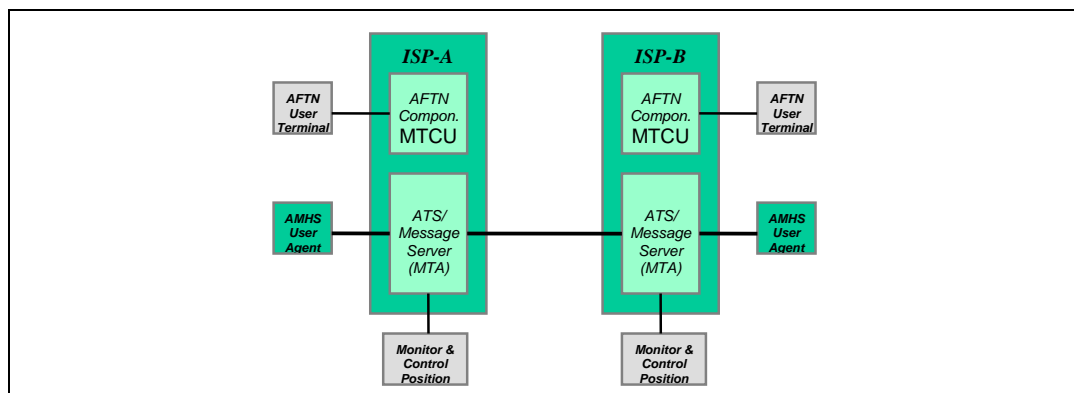 ISP-A
ISP-B
AFTN
User
Terminal
AFTN
Compon.
MTCU
AFTN
Compon.
MTCU
AFTN
User
Terminal
AMHS
User
Agent
ATS/
Message
Server
(MTA)
ATS/
Message
Server
(MTA)
AMHS
User
Agent
Monitor &
Control
Position
Monitor &
Control
Position